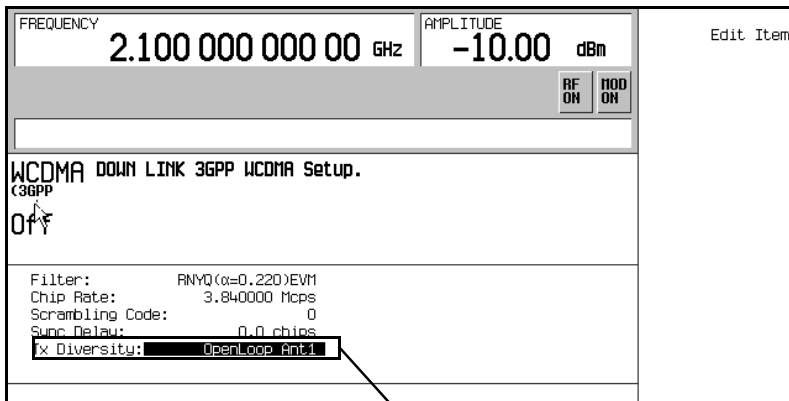 FREQUENCY
2.100 000 000 00 GHz
AMPLITUDE
-10.00 dBm
Edit Item
RF ON
MOD ON
WCDMA DOWN LINK 3GPP WCDMA Setup.
(3GPP
Off
Filter: RNYQ(α=0.220)EVM
Chip Rate: 3.840000 Mcps
Scrambling Code: 0
Sync Delay: 0.0 chips
Tx Diversity: OpenLoop Ant1